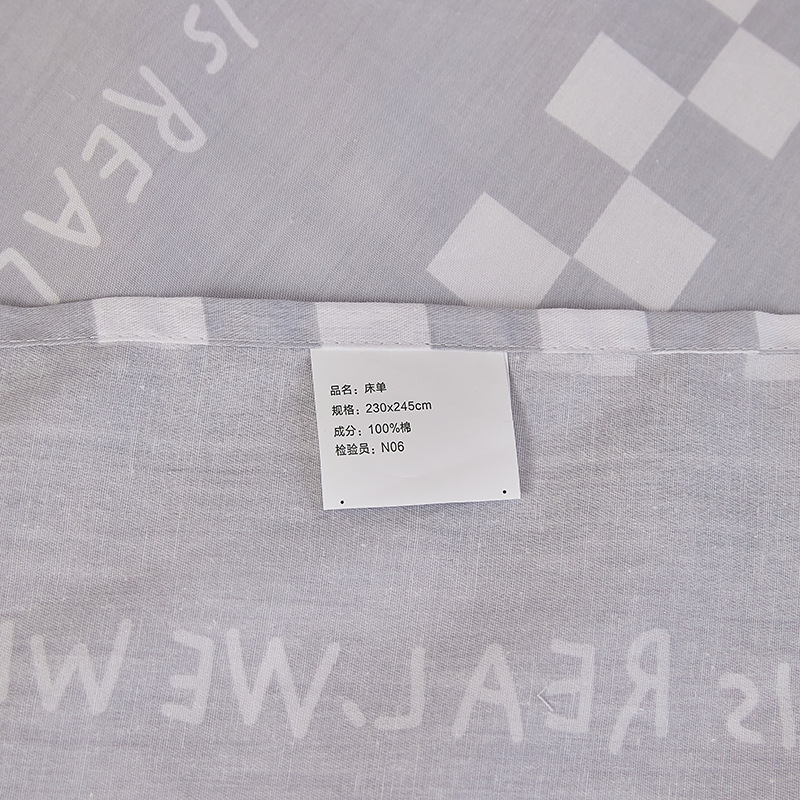 IS REAL
品名：床单
规格：230x245cm
成分：100%棉
检验员：N06
IS REAL, WE WE